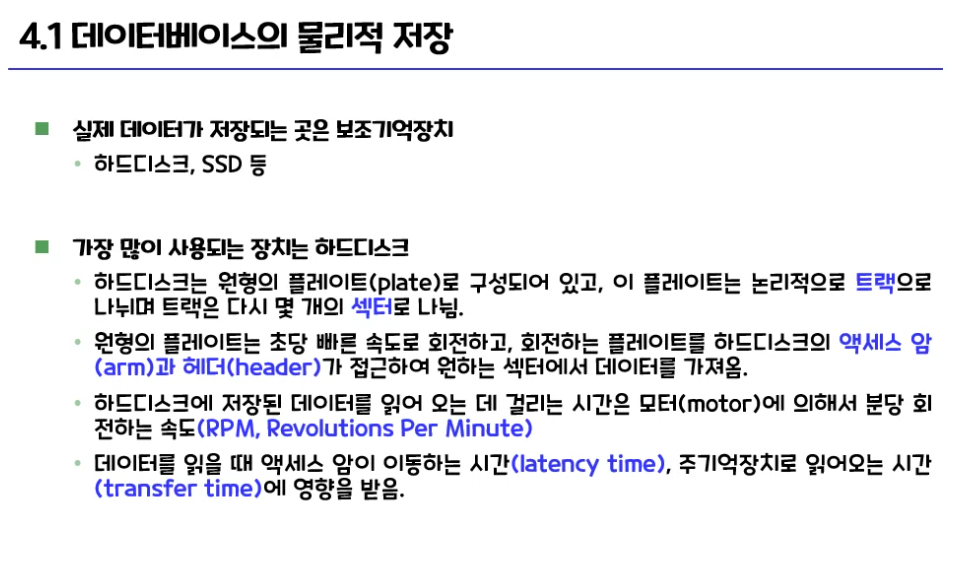 4.1 데이터베이스의 물리적 저장
실제 데이터가 저장되는 곳은 보조기억장치
하드디스크, SSD 등
가장 많이 사용되는 장치는 하드디스크
하드디스크는 원형의 플레이트(plate)로 구성되어 있고, 이 플레이트는 논리적으로 트랙으로
나뉘며 트랙은 다시 몇 개의 섹터로 나뉨.
원형의 플레이트는 초당 빠른 속도로 회전하고, 회전하는 플레이트를 하드디스크의 액세스 암
(arm)과 헤더(header)가 접근하여 원하는 섹터에서 데이터를 가져옴.
하드디스크에 저장된 데이터를 읽어 오는 데 걸리는 시간은 모터(motor)에 의해서 분당 회
전하는 속도(RPM, Revolutions Per Minute)
데이터를 읽을 때 액세스 암이 이동하는 시간(latency time), 주기억장치로 읽어오는 시간
(transfer time)에 영향을 받음.